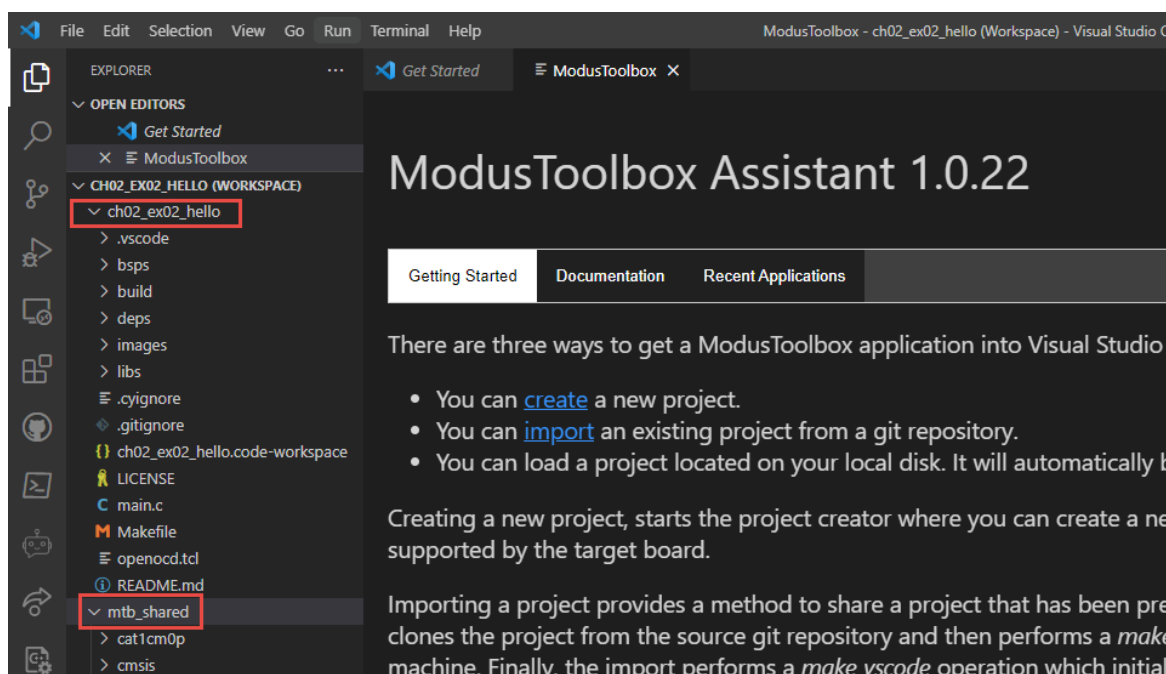 File Edit Selection View Go Run Terminal Help ModusToolbox - ch02_ex02_hello (Workspace) - Visual Studio
EXPLORER
Get Started ModusToolbox
OPEN EDITORS
Get Started
ModusToolbox
CH02_EX02_HELLO (WORKSPACE)
ch02_ex02_hello
.vscode
bsps
build
deps
images
libs
.cyignore
.gitignore
ch02_ex02_hello.code-workspace
LICENSE
main.c
Makefile
openocd.tcl
README.md
mtb_shared
cat1cm0p
cmsis
ModusToolbox Assistant 1.0.22
Getting Started Documentation Recent Applications
There are three ways to get a ModusToolbox application into Visual Studio
• You can create a new project.
• You can import an existing project from a git repository.
• You can load a project located on your local disk. It will automatically
Creating a new project, starts the project creator where you can create a
supported by the target board.
Importing a project provides a method to share a project that has been
clones the project from the source git repository and then performs a
machine. Finally, the import performs a make vscode operation which